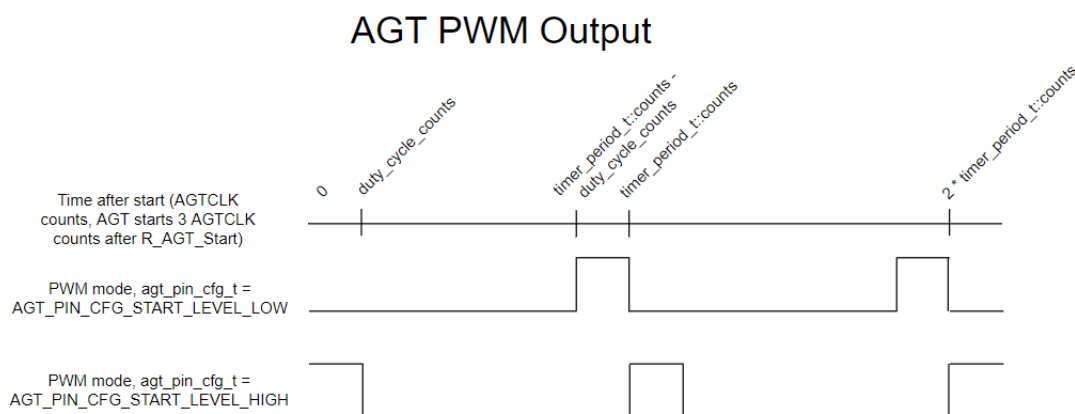 AGT PWM Output
0
duty_cycle_counts
timer_period_t::counts -
duty_cycle_counts
timer_period_t::counts
2 * timer_period_t::counts
Time after start (AGTCLK
counts, AGT starts 3 AGTCLK
counts after R_AGT_Start)
PWM mode, agt_pin_cfg_t =
AGT_PIN_CFG_START_LEVEL_LOW
PWM mode, agt_pin_cfg_t =
AGT_PIN_CFG_START_LEVEL_HIGH